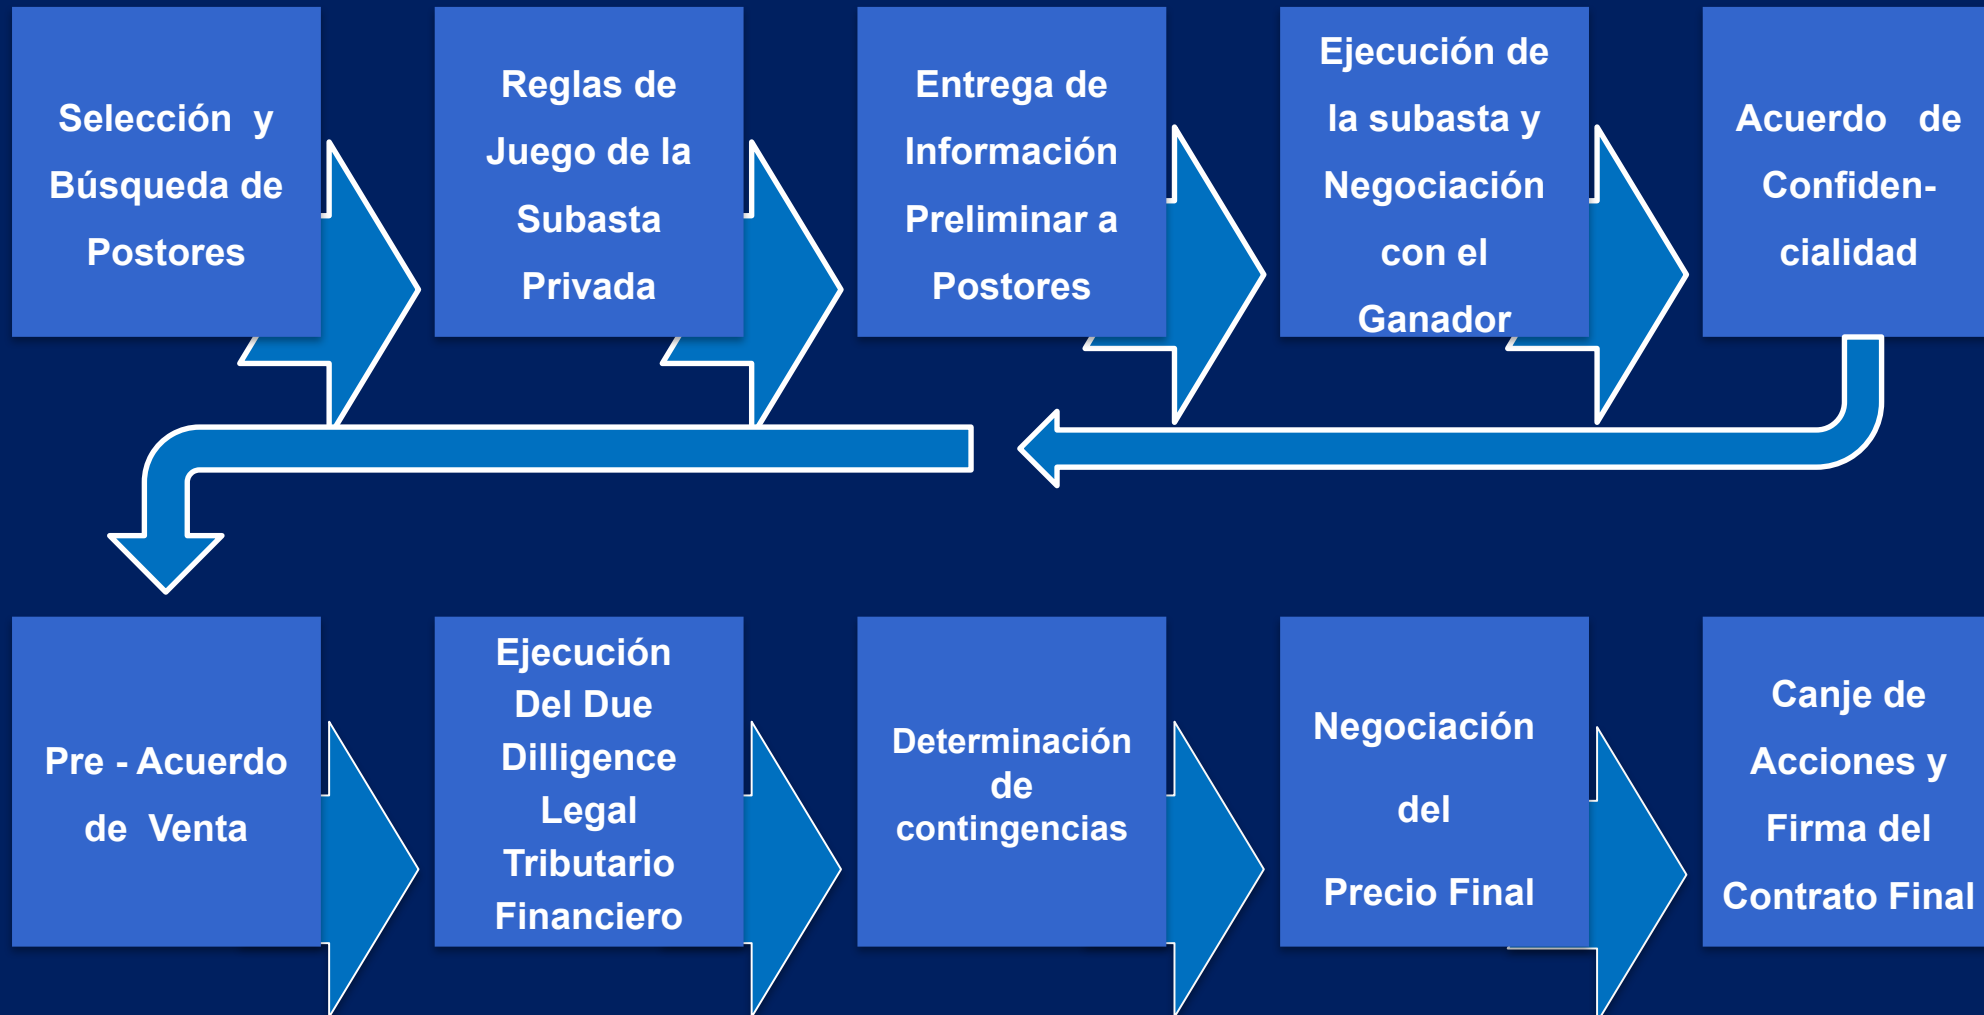 Selección y
Búsqueda de
Postores
Reglas de
Juego de la
Subasta
Privada
Entrega de
Información
Preliminar a
Postores
Ejecución de
la subasta y
Negociación
con el
Ganador
Acuerdo de
Confiden-
cialidad
Pre - Acuerdo
de Venta
Ejecución
Del Due
Dilligence
Legal
Tributario
Financiero
Determinación
de
contingencias
Negociación
del
Precio Final
Canje de
Acciones y
Firma del
Contrato Final